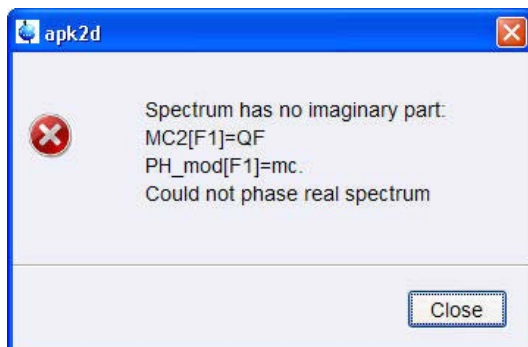 apk2d
Spectrum has no imaginary part:
MC2[F1]=QF
PH_mod[F1]=mc.
Could not phase real spectrum
Close